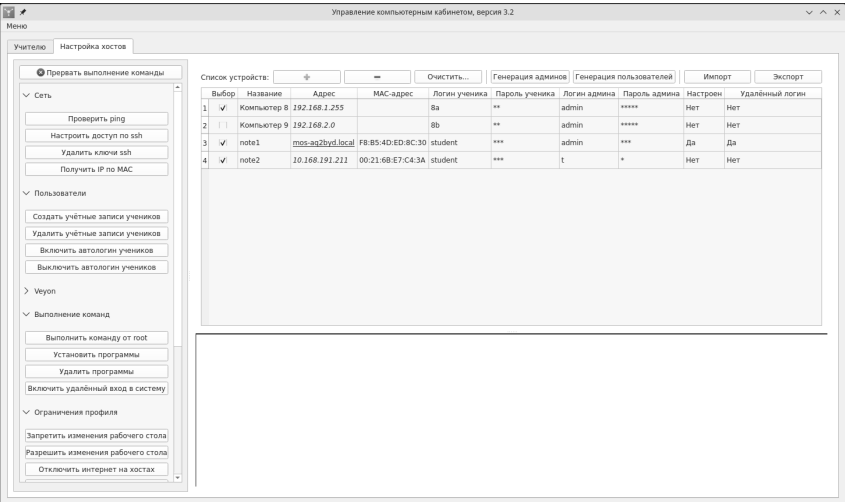 Управление компьютерным кабинетом, версия 3.2
Меню
Учителю Настройка хостов
Прервать выполнение команды
Сеть
Проверить ping
Настроить доступ по ssh
Удалить ключи ssh
Получить IP по MAC
Пользователи
Создать учётные записи учеников
Удалить учётные записи учеников
Включить автологин учеников
Выключить автологин учеников
Veyon
Выполнение команд
Выполнить команду от root
Установить программы
Удалить программы
Включить удалённый вход в систему
Ограничения профиля
Запретить изменения рабочего стола
Разрешить изменения рабочего стола
Отключить интернет на хостах
Список устройств: + − Очистить... Генерация админов Генерация пользователей Импорт Экспорт
Выбор Название Адрес MAC-адрес Логин ученика Пароль ученика Логин админа Пароль админа Настроен Удалённый логин
1 Компьютер 8 192.168.1.255 8a ** admin ***** Нет Нет
2 Компьютер 9 192.168.2.0 8b ** admin ***** Нет Нет
3 note1 mos-aq2byd.local F8:B5:4D:ED:8C:30 student *** admin *** Да Да
4 note2 10.168.191.211 00:21:6B:E7:C4:3A student *** t * Нет Нет